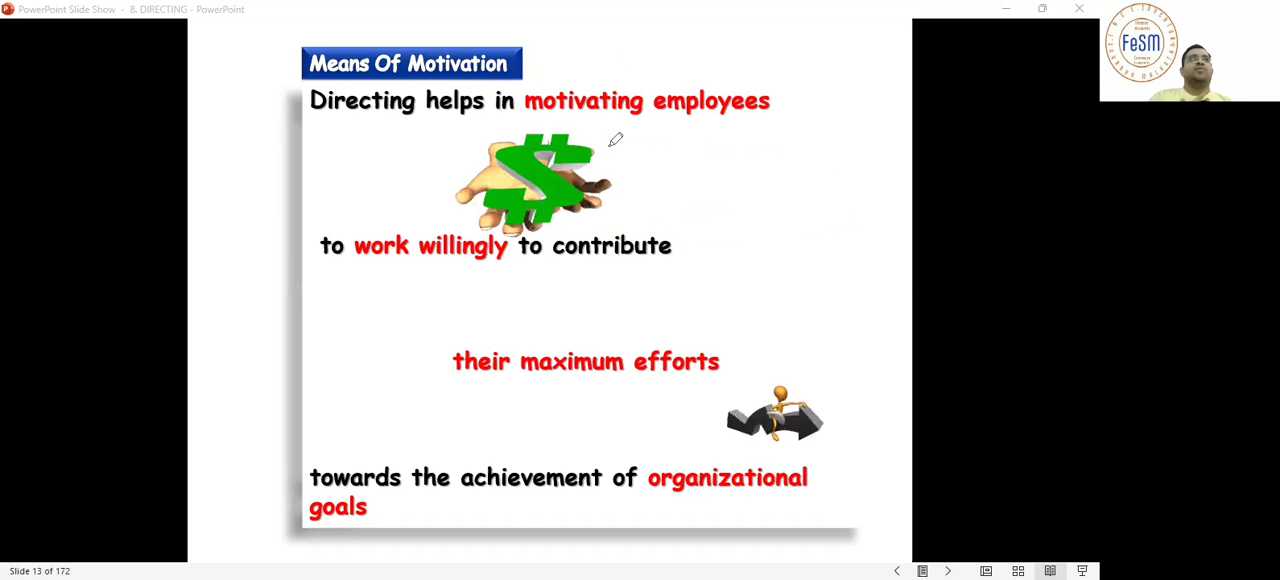 PowerPoint Slide Show - 8. DIRECTING - PowerPoint
FeSM
Means Of Motivation
Directing helps in motivating employees
to work willingly to contribute
their maximum efforts
towards the achievement of organizational
goals
Slide 13 of 172